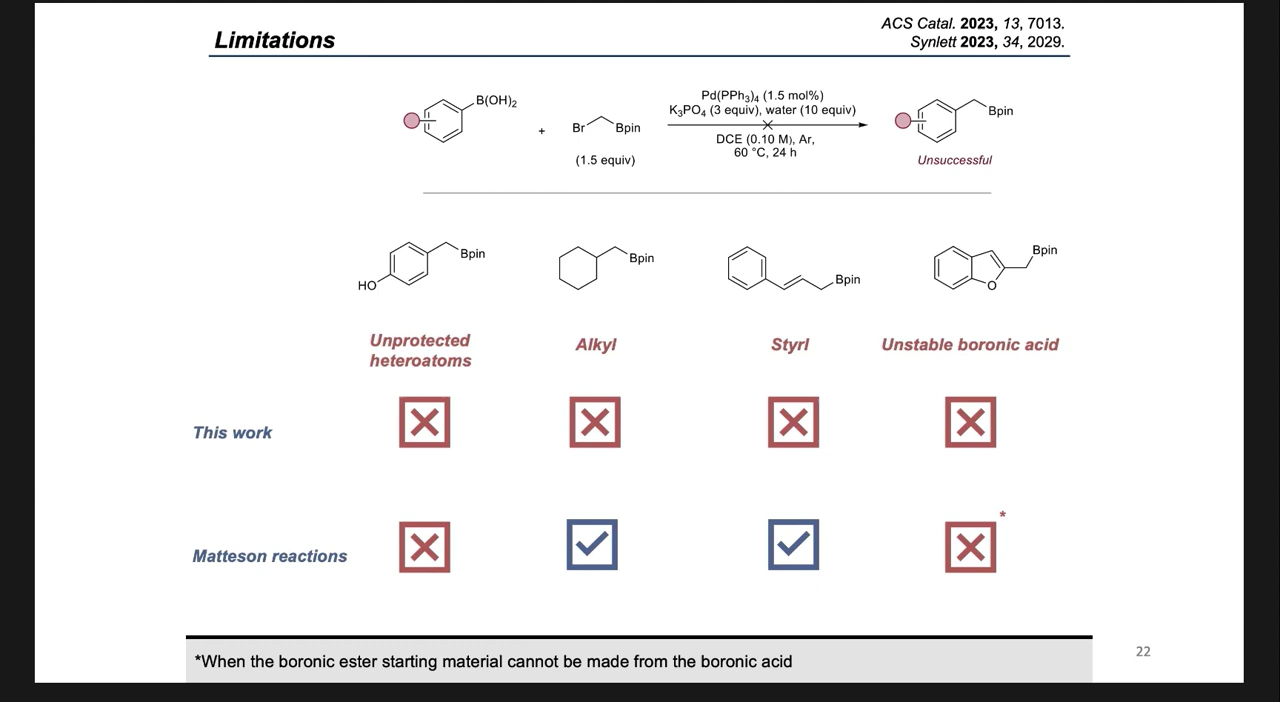 Limitations
ACS Catal. 2023, 13, 7013.
Synlett 2023, 34, 2029.
B(OH)₂
+
Br
Bpin
(1.5 equiv)
Pd(PPh₃)₄ (1.5 mol%)
K₃PO₄ (3 equiv), water (10 equiv)
DCE (0.10 M), Ar,
60 °C, 24 h
Bpin
Unsuccessful
HO
Bpin
Bpin
Bpin
O
Bpin
Unprotected
heteroatoms
Alkyl
Styrl
Unstable boronic acid
This work
Matteson reactions
*
*When the boronic ester starting material cannot be made from the boronic acid
22